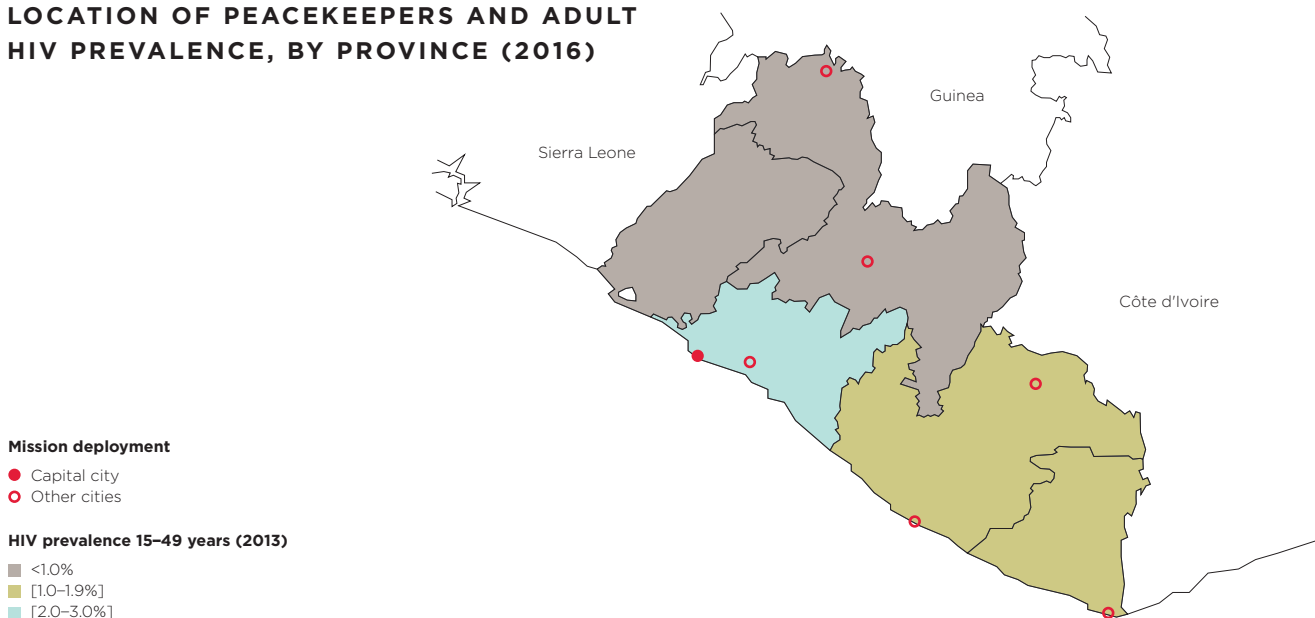 LOCATION OF PEACEKEEPERS AND ADULT
HIV PREVALENCE, BY PROVINCE (2016)
Guinea
Sierra Leone
Côte d'Ivoire
Mission deployment
Capital city
Other cities
HIV prevalence 15–49 years (2013)
<1.0%
[1.0–1.9%]
[2.0–3.0%]